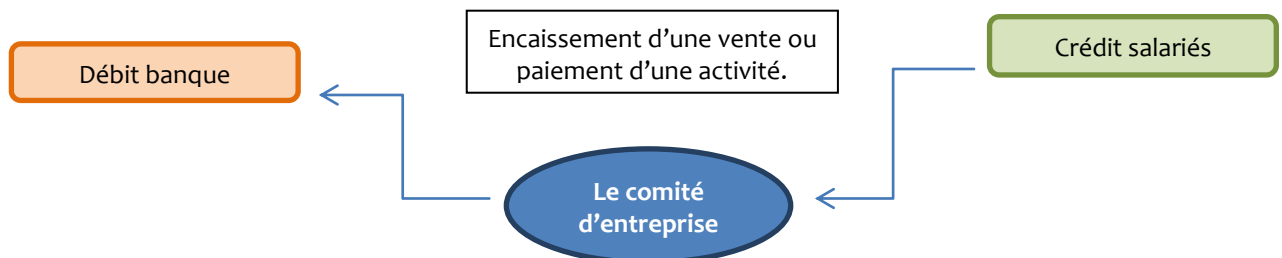 Débit banque
Encaissement d’une vente ou
paiement d’une activité.
Crédit salariés
Le comité
d’entreprise